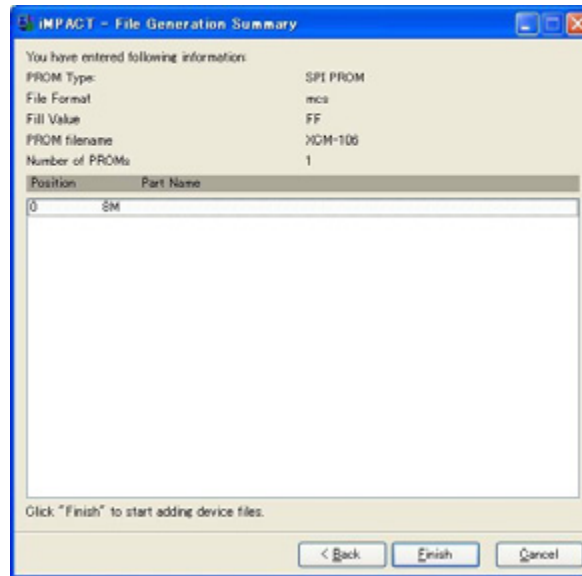 iMPACT - File Generation Summary
You have entered following information:
PROM Type: SPI PROM
File Format mcs
Fill Value FF
PROM filename XCM-106
Number of PROMs 1
Position Part Name
0 8M
Click "Finish" to start adding device files.
< Back Finish Cancel